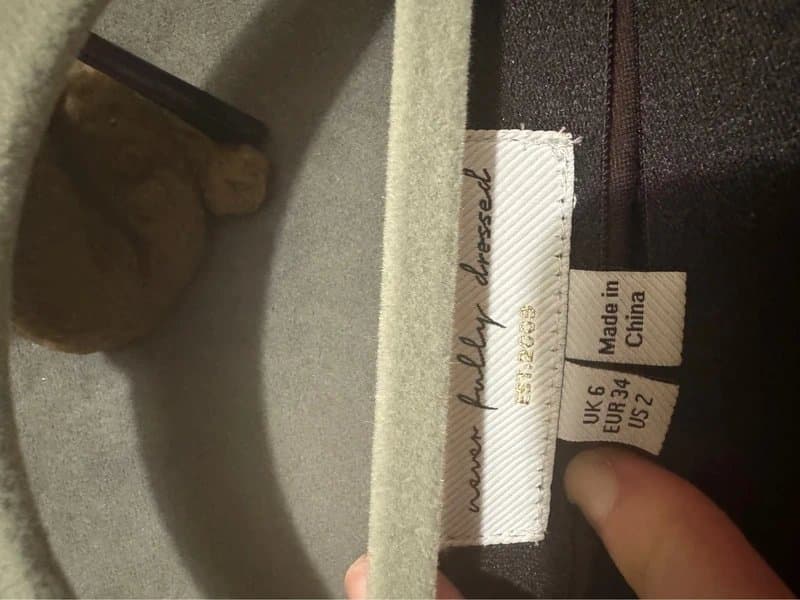 never fully dressed
EST.2009
Made in
China
UK 6
EUR 34
US 2